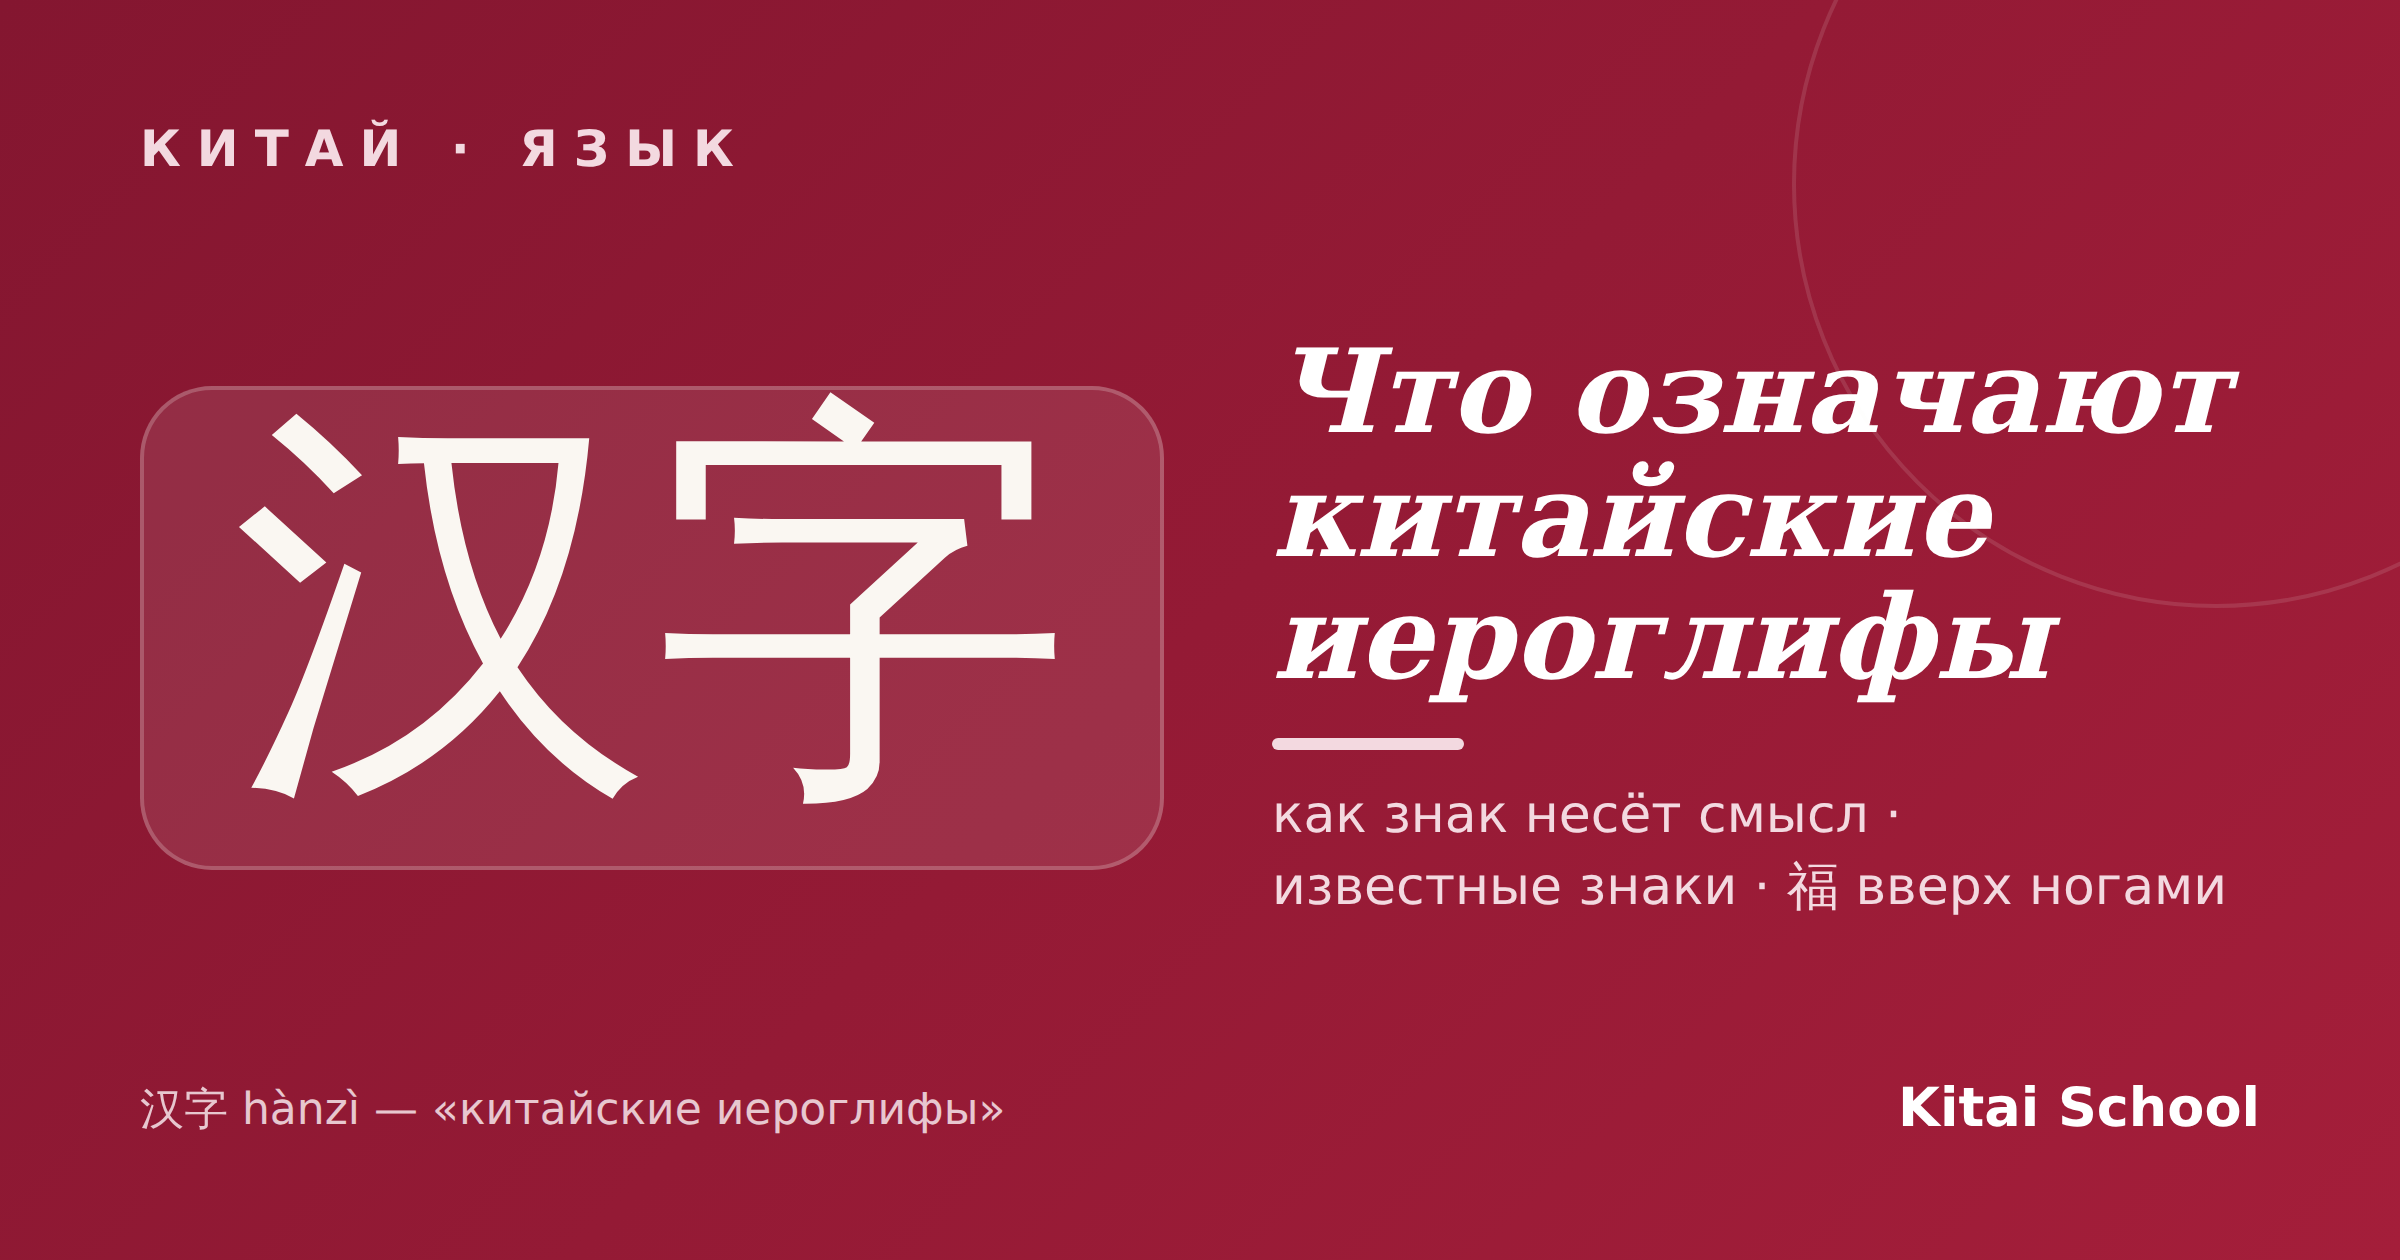 КИТАЙ · ЯЗЫК
汉字
Что означают
китайские
иероглифы
как знак несёт смысл ·
известные знаки · 福 вверх ногами
汉字 hànzì — «китайские иероглифы»
Kitai School